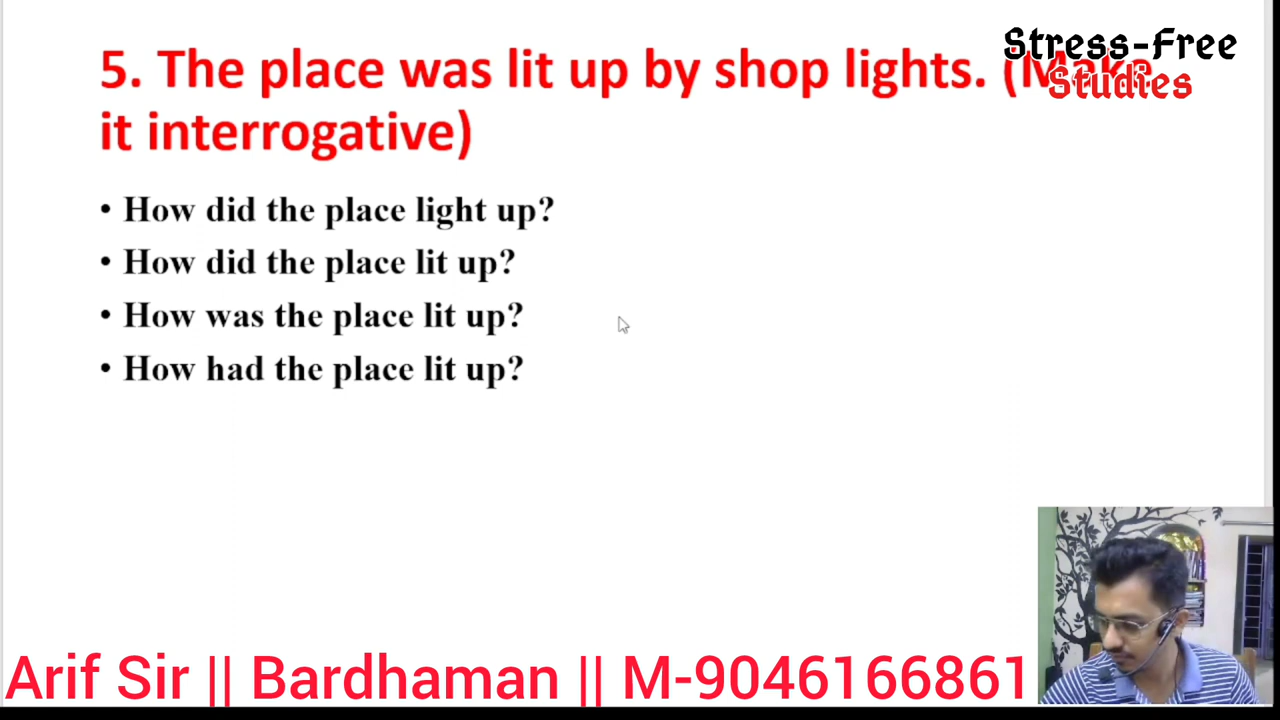 5. The place was lit up by shop lights. (Make
it interrogative)
Stress-Free
Studies
• How did the place light up?
• How did the place lit up?
• How was the place lit up?
• How had the place lit up?
Arif Sir || Bardhaman || M-9046166861